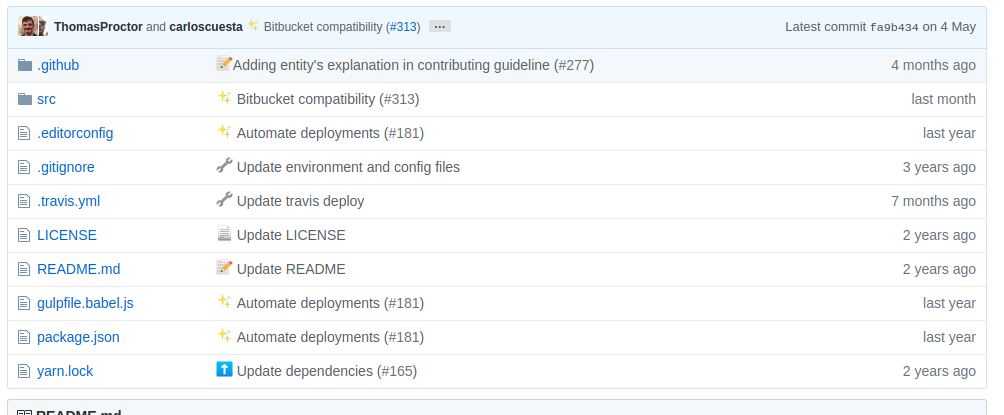 ThomasProctor and carloscuesta ✨ Bitbucket compatibility (#313) ... Latest commit fa9b434 on 4 May
.github 📝Adding entity's explanation in contributing guideline (#277) 4 months ago
src ✨ Bitbucket compatibility (#313) last month
.editorconfig ✨ Automate deployments (#181) last year
.gitignore 🔧 Update environment and config files 3 years ago
.travis.yml 🔧 Update travis deploy 7 months ago
LICENSE 📄 Update LICENSE 2 years ago
README.md 📝 Update README 2 years ago
gulpfile.babel.js ✨ Automate deployments (#181) last year
package.json ✨ Automate deployments (#181) last year
yarn.lock ⬆️ Update dependencies (#165) 2 years ago
README.md